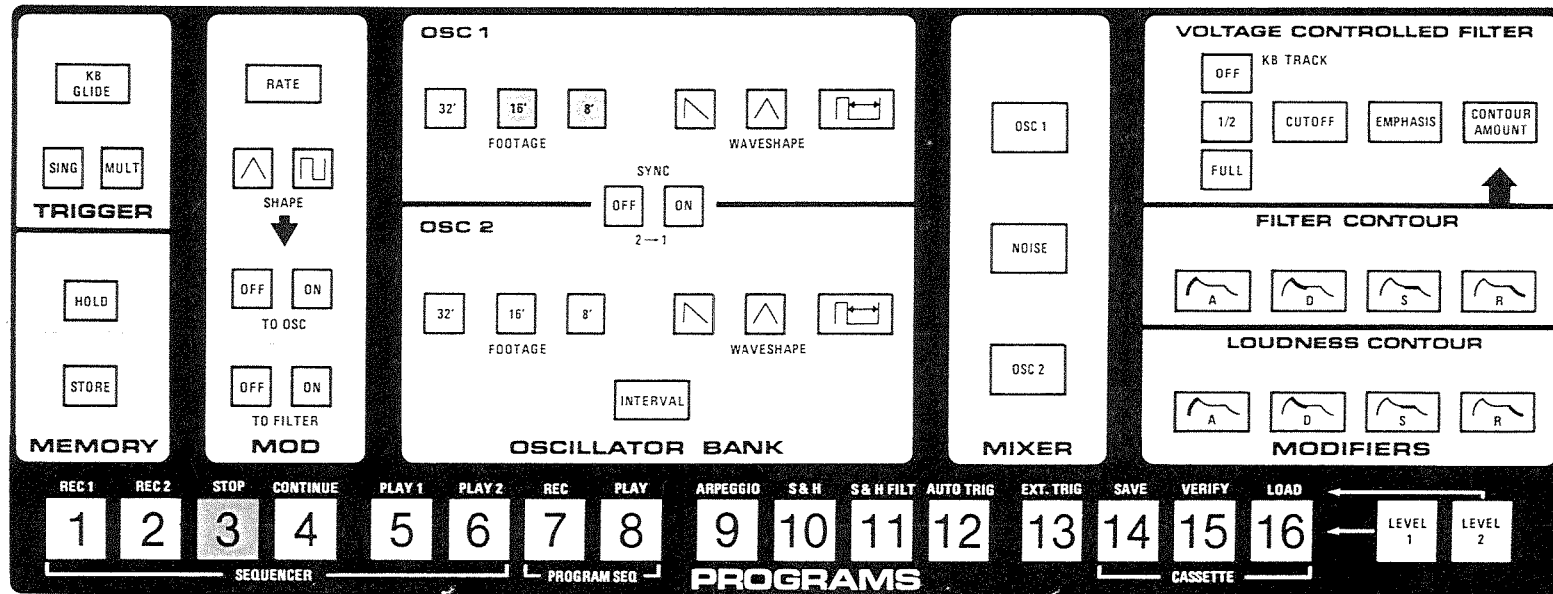 KB
GLIDE
SING MULT
TRIGGER
HOLD
STORE
MEMORY
RATE
SHAPE
OFF ON
TO OSC
OFF ON
TO FILTER
MOD
OSC 1
32' 16' 8'
FOOTAGE
WAVESHAPE
SYNC
OFF ON
2→1
OSC 2
32' 16' 8'
FOOTAGE
WAVESHAPE
INTERVAL
OSCILLATOR BANK
OSC 1
NOISE
OSC 2
MIXER
VOLTAGE CONTROLLED FILTER
OFF KB TRACK
1/2 CUTOFF EMPHASIS CONTOUR
AMOUNT
FULL
FILTER CONTOUR
A D S R
LOUDNESS CONTOUR
A D S R
MODIFIERS
REC 1 REC 2 STOP CONTINUE PLAY 1 PLAY 2 REC PLAY ARPEGGIO S & H S & H FILT AUTO TRIG EXT. TRIG SAVE VERIFY LOAD
1 2 3 4 5 6 7 8 9 10 11 12 13 14 15 16
LEVEL
1
LEVEL
2
SEQUENCER PROGRAM SEQ PROGRAMS CASSETTE